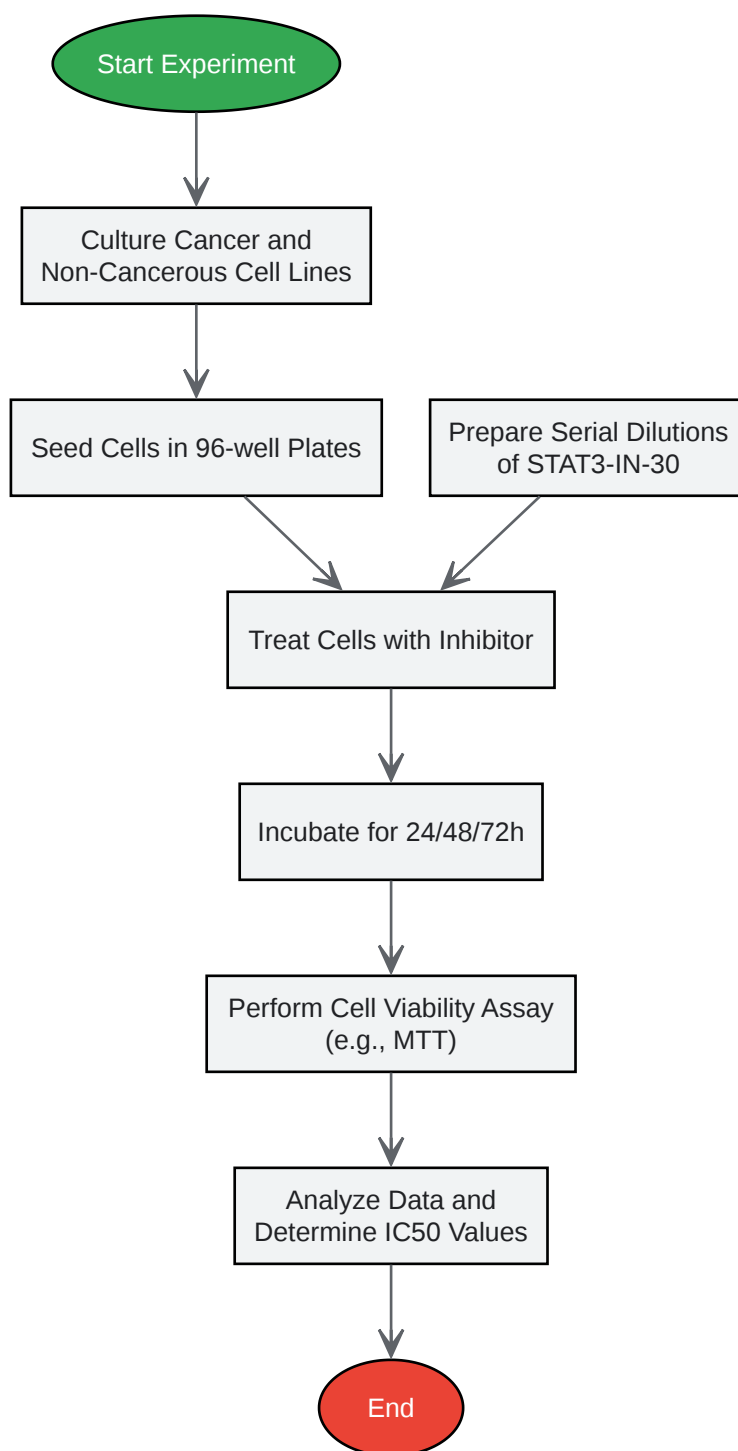 Start Experiment
Culture Cancer and
Non-Cancerous Cell Lines
Seed Cells in 96-well Plates
Prepare Serial Dilutions
of STAT3-IN-30
Treat Cells with Inhibitor
Incubate for 24/48/72h
Perform Cell Viability Assay
(e.g., MTT)
Analyze Data and
Determine IC50 Values
End